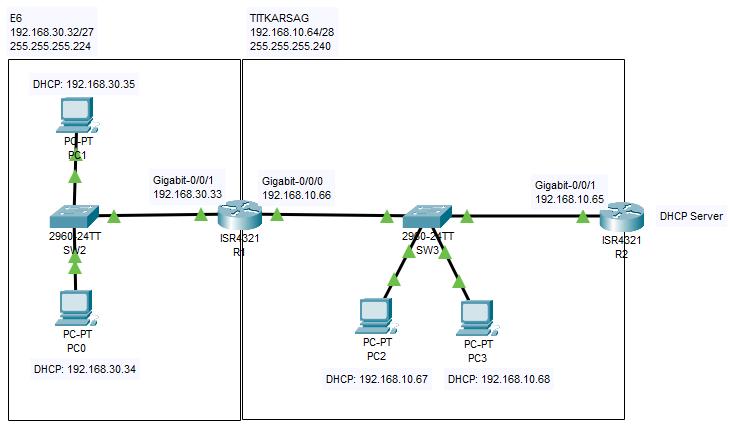 E6
192.168.30.32/27
255.255.255.224
TITKARSAG
192.168.10.64/28
255.255.255.240
DHCP: 192.168.30.35
PC-PT
PC1
Gigabit-0/0/1
192.168.30.33
Gigabit-0/0/0
192.168.10.66
Gigabit-0/0/1
192.168.10.65
DHCP Server
2960-24TT
SW2
ISR4321
R1
2960-24TT
SW3
ISR4321
R2
PC-PT
PC0
DHCP: 192.168.30.34
PC-PT
PC2
PC-PT
PC3
DHCP: 192.168.10.67
DHCP: 192.168.10.68